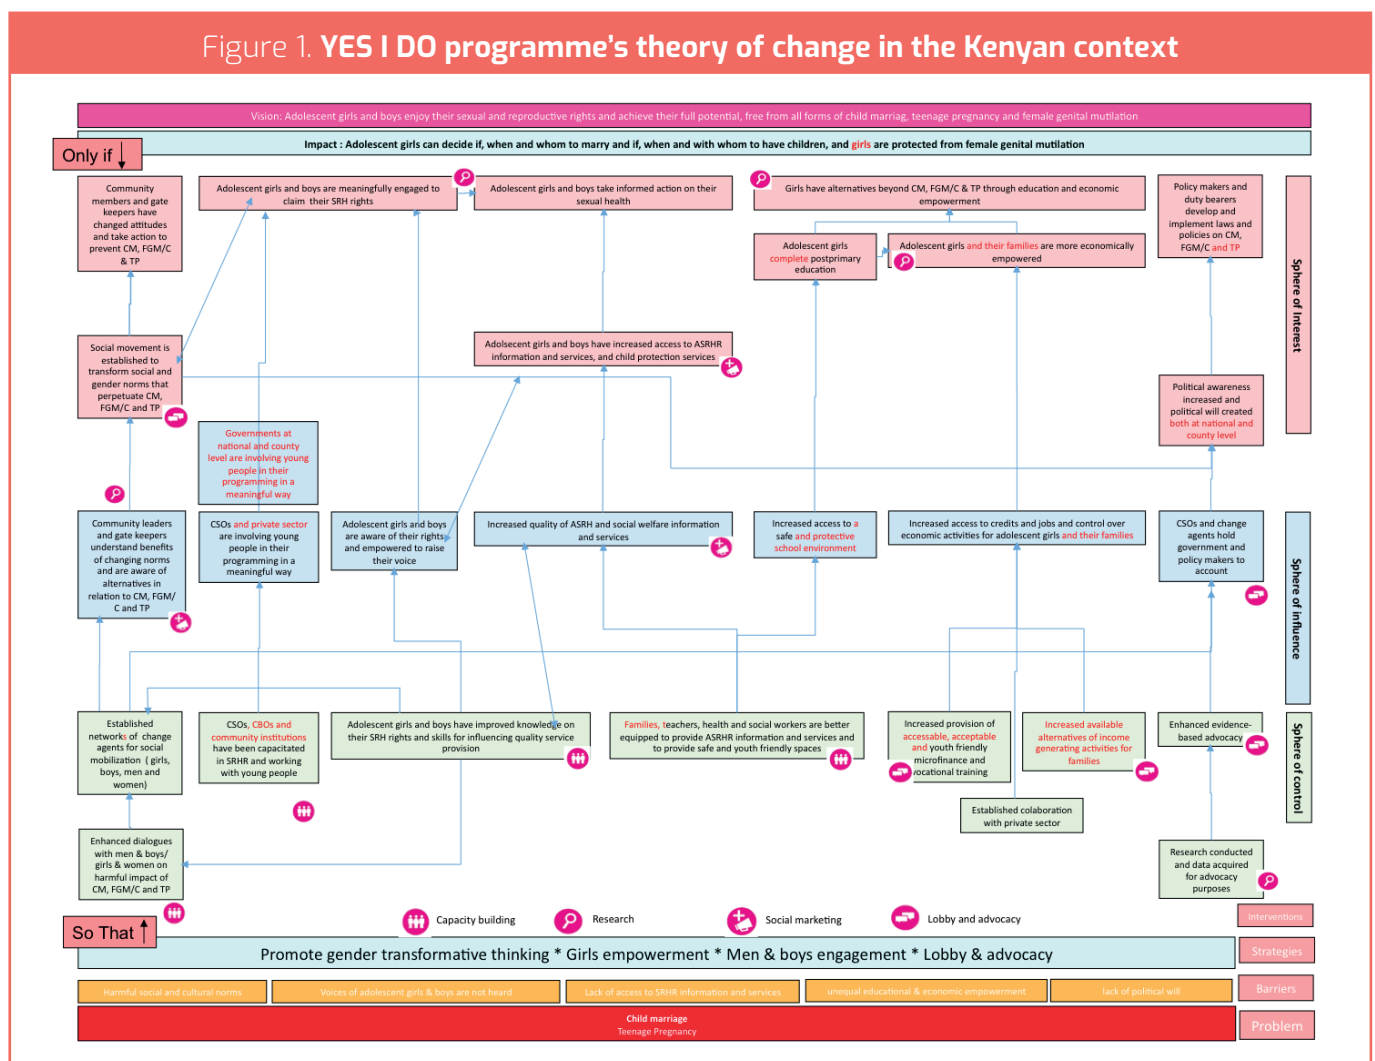 Figure 1. YES I DO programme's theory of change in the Kenyan context
Vision: Adolescent girls and boys enjoy their sexual and reproductive rights and achieve their full potential, free from all forms of child marriag, teenage pregnancy and female genital mutilation
Only if
Impact : Adolescent girls can decide if, when and whom to marry and if, when and with whom to have children, and girls are protected from female genital mutilation
Community
members and gate
keepers have
changed attitudes
and take action to
prevent CM, FGM/C
& TP
Adolescent girls and boys are meaningfully engaged to
claim their SRH rights
Adolescent girls and boys take informed action on their
sexual health
Girls have alternatives beyond CM, FGM/C & TP through education and economic
empowerment
Policy makers and
duty bearers
develop and
implement laws and
policies on CM,
FGM/C and TP
Adolescent girls
complete postprimary
education
Adolescent girls and their families are more economically
empowered
Sphere of Interest
Social movement is
established to
transform social and
gender norms that
perpetuate CM,
FGM/C and TP
Adolsecent girls and boys have increased access to ASRHR
information and services, and child protection services
Political awareness
increased and
political will created
both at national and
county level
Governments at
national and county
level are involving young
people in their
programming in a
meaningful way
Community leaders
and gate keepers
understand benefits
of changing norms
and are aware of
alternatives in
relation to CM, FGM/
C and TP
CSOs and private sector
are involving young
people in their
programming in a
meaningful way
Adolescent girls and boys
are aware of their rights
and empowered to raise
their voice
Increased quality of ASRH and social welfare information
and services
Increased access to a
safe and protective
school environment
Increased access to credits and jobs and control over
economic activities for adolescent girls and their families
CSOs and change
agents hold
government and
policy makers to
account
Sphere of influence
Established
networks of change
agents for social
mobilization ( girls,
boys, men and
women)
CSOs, CBOs and
community institutions
have been capacitated
in SRHR and working
with young people
Adolescent girls and boys have improved knowledge on
their SRH rights and skills for influencing quality service
provision
Families, teachers, health and social workers are better
equipped to provide ASRHR information and services and
to provide safe and youth friendly spaces
Increased provision of
accessable, acceptable
and youth friendly
microfinance and
vocational training
Increased available
alternatives of income
generating activities for
families
Enhanced evidence-
based advocacy
Sphere of control
Established colaboration
with private sector
Enhanced dialogues
with men & boys/
girls & women on
harmful impact of
CM, FGM/C and TP
Research conducted
and data acquired
for advocacy
purposes
Capacity building
Research
Social marketing
Lobby and advocacy
Interventions
So That
Promote gender transformative thinking * Girls empowerment * Men & boys engagement * Lobby & advocacy
Strategies
Harmful social and cultural norms
Voices of adolescent girls & boys are not heard
Lack of access to SRHR information and services
unequal educational & economic empowerment
lack of political will
Barriers
Child marriage
Teenage Pregnancy
Problem